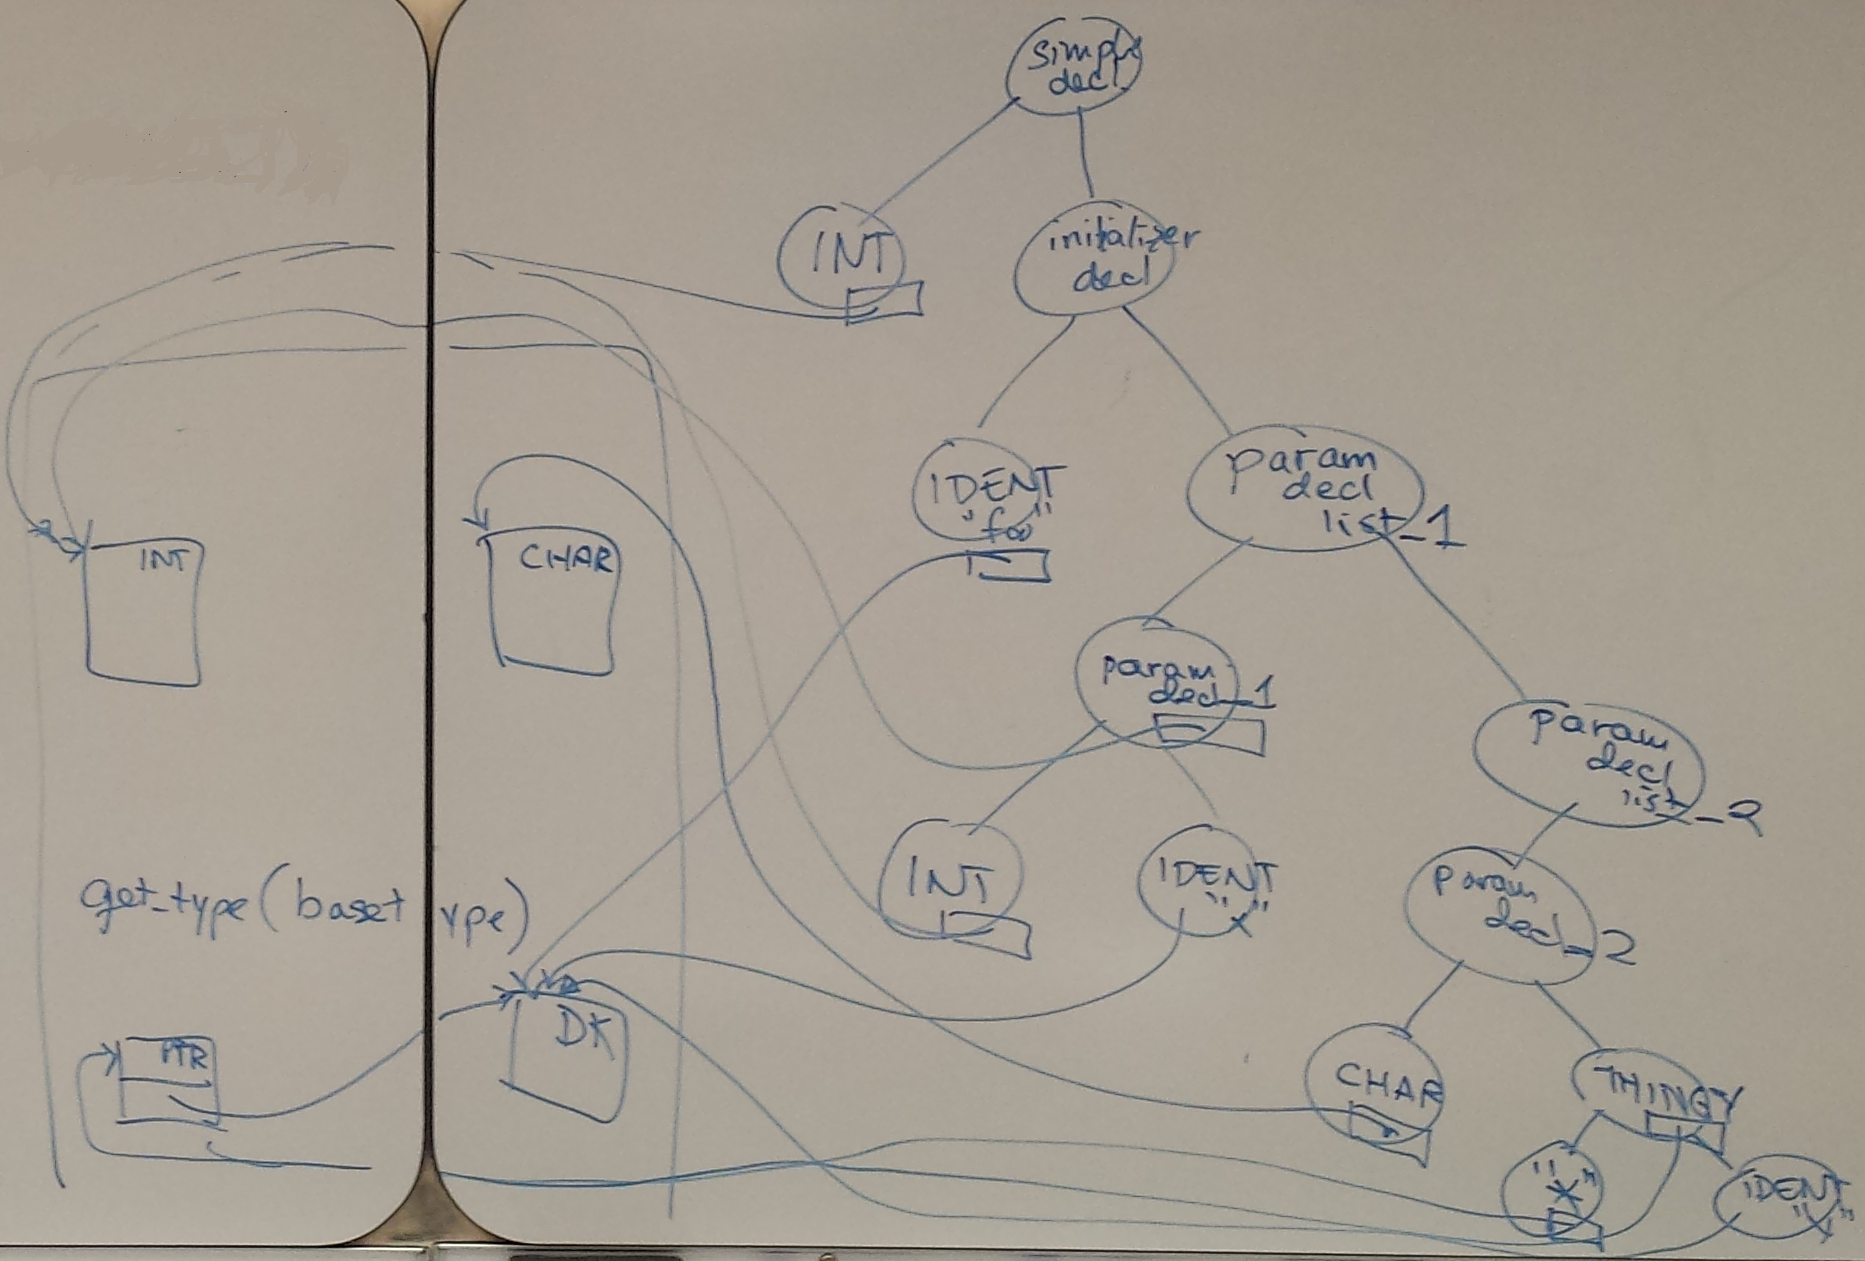 simple
decl
INT
initializer
decl
IDENT
"foo"
param
decl
list_1
INT
CHAR
param
decl_1
param
decl
list_2
get_type(basetype)
INT
IDENT
"x"
param
decl_2
PTR
DK
CHAR
THINGY
"*"
IDENT